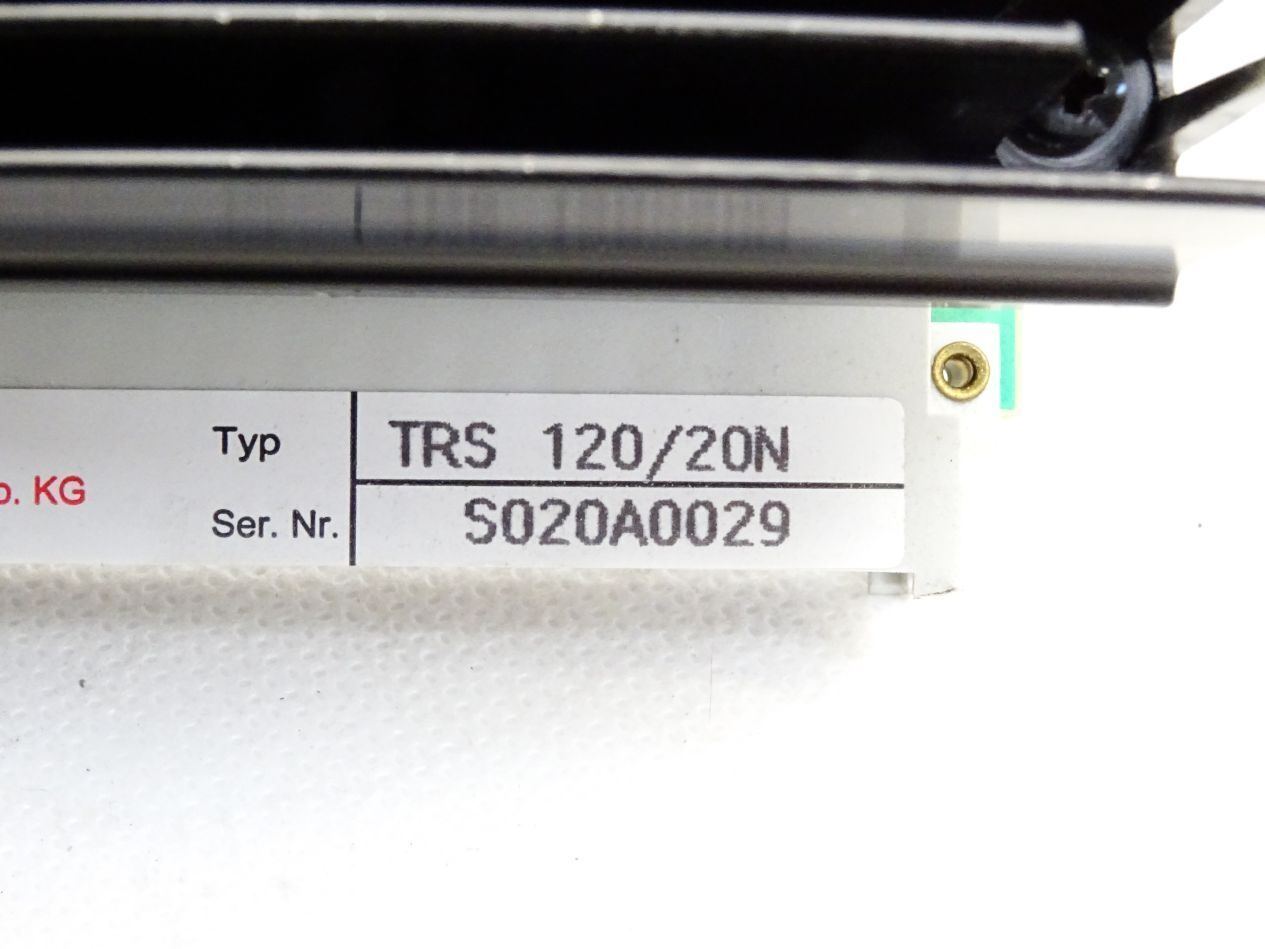 Typ TRS 120/20N
KG
Ser. Nr. S020A0029